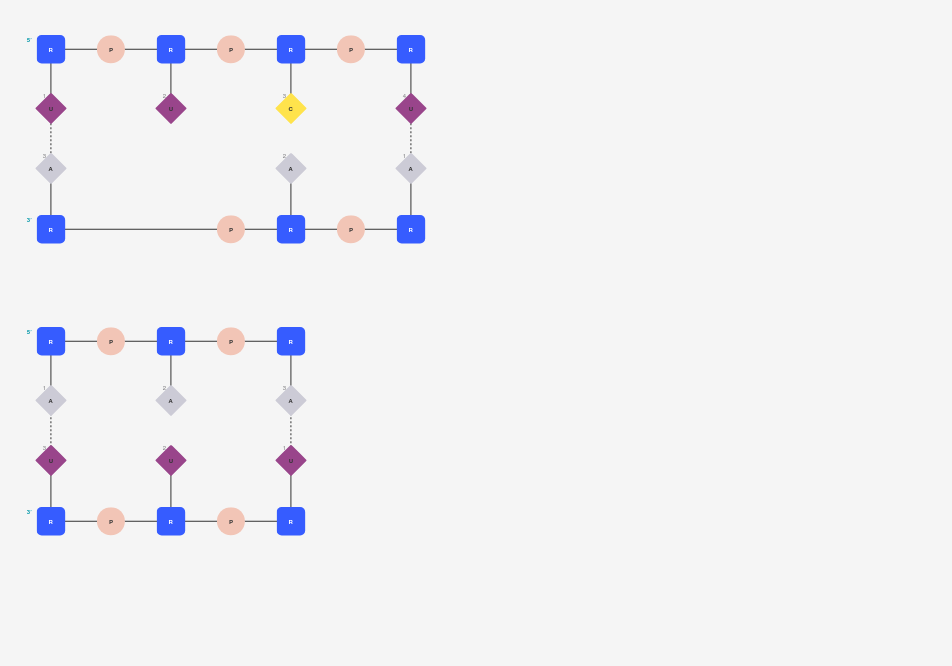 5'
R P R P R P R
1 2 3 4
U U C U
3 2 1
A A A
3'
R P R P R
5'
R P R P R
1 2 3
A A A
3 2 1
U U U
3'
R P R P R